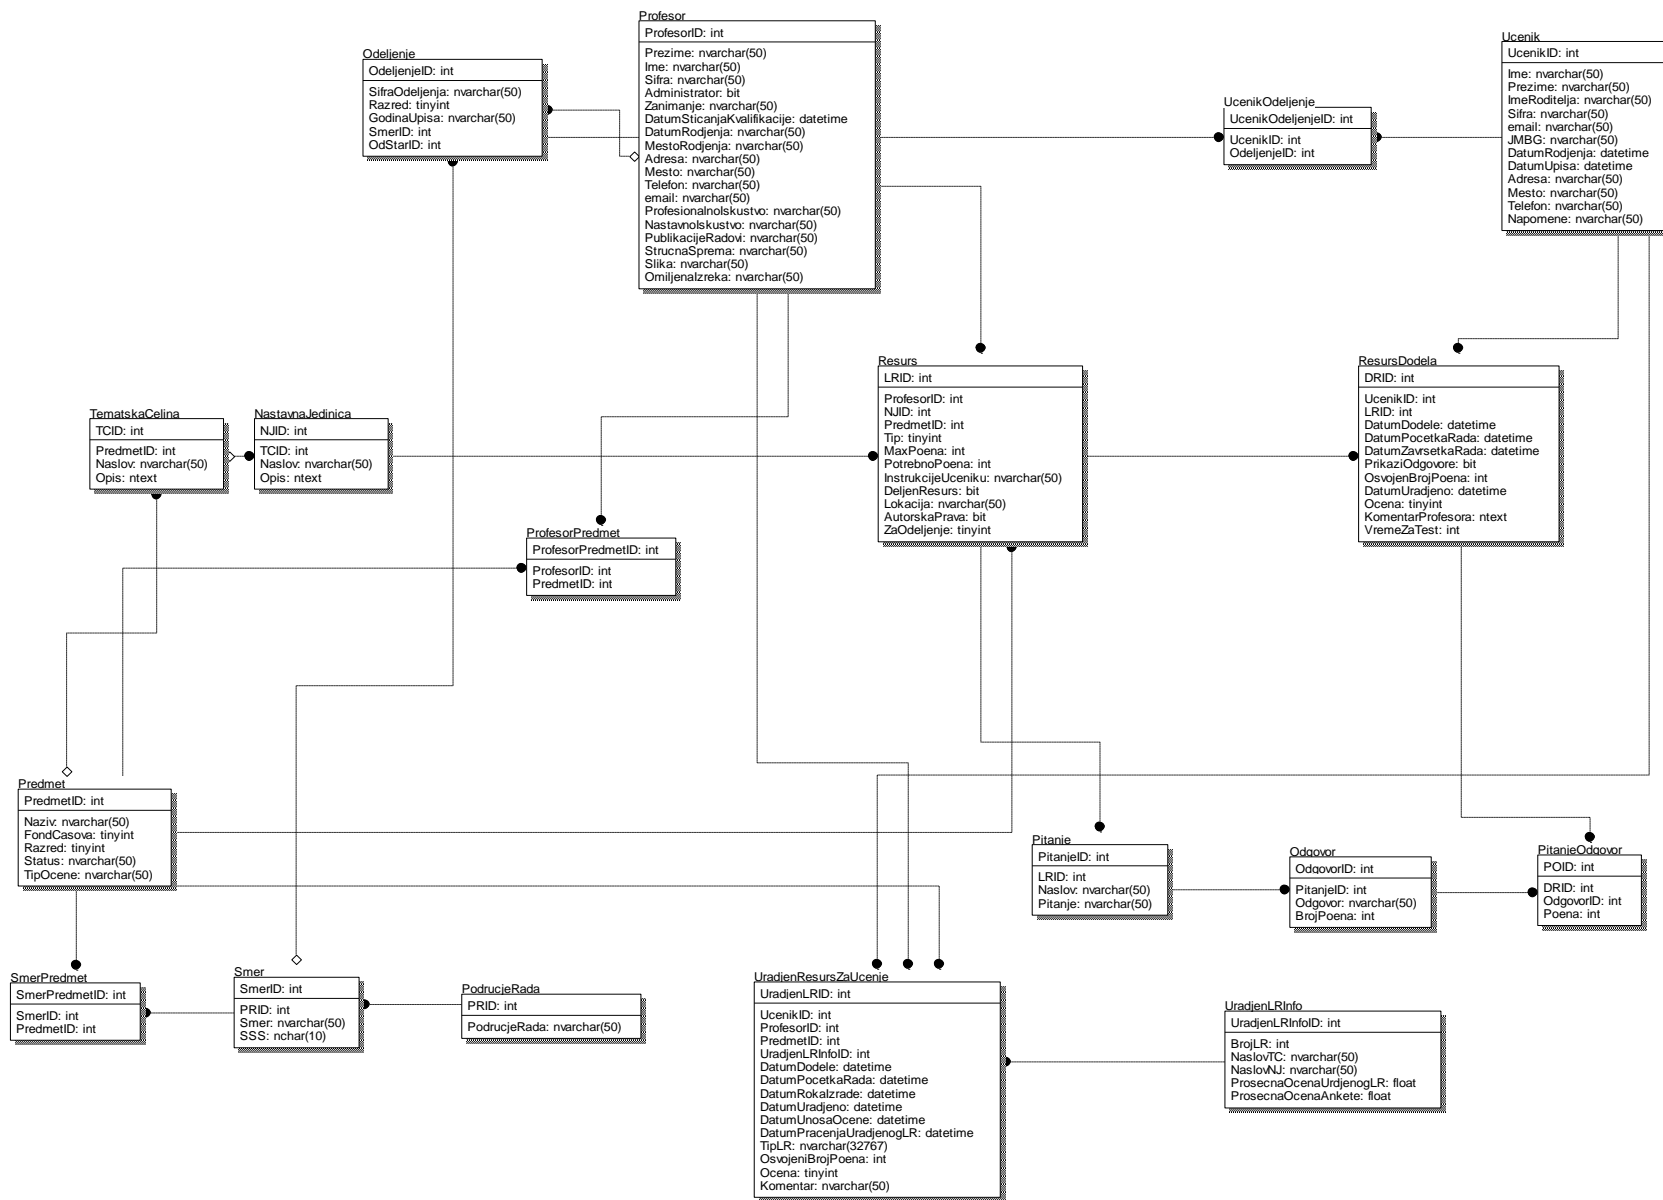 Profesor
ProfesorID: int
Prezime: nvarchar(50)
Ime: nvarchar(50)
Sifra: nvarchar(50)
Administrator: bit
Zanimanje: nvarchar(50)
DatumSticanjaKvalifikacije: datetime
DatumRodjenja: nvarchar(50)
MestoRodjenja: nvarchar(50)
Adresa: nvarchar(50)
Mesto: nvarchar(50)
Telefon: nvarchar(50)
email: nvarchar(50)
ProfesionalnoIskustvo: nvarchar(50)
NastavnoIskustvo: nvarchar(50)
PublikacijeRadovi: nvarchar(50)
StrucnaSprema: nvarchar(50)
Slika: nvarchar(50)
OmiljenaIzreka: nvarchar(50)
Odeljenje
OdeljenjeID: int
SifraOdeljenja: nvarchar(50)
Razred: tinyint
GodinaUpisa: nvarchar(50)
SmerID: int
OdStarID: int
UcenikOdeljenje
UcenikOdeljenjeID: int
UcenikID: int
OdeljenjeID: int
Ucenik
UcenikID: int
Ime: nvarchar(50)
Prezime: nvarchar(50)
ImeRoditelja: nvarchar(50)
Sifra: nvarchar(50)
email: nvarchar(50)
JMBG: nvarchar(50)
DatumRodjenja: datetime
DatumUpisa: datetime
Adresa: nvarchar(50)
Mesto: nvarchar(50)
Telefon: nvarchar(50)
Napomene: nvarchar(50)
TematskaCelina
TCID: int
PredmetID: int
Naslov: nvarchar(50)
Opis: ntext
NastavnaJedinica
NJID: int
TCID: int
Naslov: nvarchar(50)
Opis: ntext
Resurs
LRID: int
ProfesorID: int
NJID: int
PredmetID: int
Tip: tinyint
MaxPoena: int
PotrebnoPoena: int
InstrukcijeUceniku: nvarchar(50)
DeljenResurs: bit
Lokacija: nvarchar(50)
AutorskaPrava: bit
ZaOdeljenje: tinyint
ResursDodela
DRID: int
UcenikID: int
LRID: int
DatumDodele: datetime
DatumPocetkaRada: datetime
DatumZavrsetkaRada: datetime
PrikaziOdgovore: bit
OsvojenBrojPoena: int
DatumUradjeno: datetime
Ocena: tinyint
KomentarProfesora: ntext
VremeZaTest: int
ProfesorPredmet
ProfesorPredmetID: int
ProfesorID: int
PredmetID: int
Predmet
PredmetID: int
Naziv: nvarchar(50)
FondCasova: tinyint
Razred: tinyint
Status: nvarchar(50)
TipOcene: nvarchar(50)
Pitanje
PitanjeID: int
LRID: int
Naslov: nvarchar(50)
Pitanje: nvarchar(50)
Odgovor
OdgovorID: int
PitanjeID: int
Odgovor: nvarchar(50)
BrojPoena: int
PitanjeOdgovor
POID: int
DRID: int
OdgovorID: int
Poena: int
SmerPredmet
SmerPredmetID: int
SmerID: int
PredmetID: int
Smer
SmerID: int
PRID: int
Smer: nvarchar(50)
SSS: nchar(10)
PodrucjeRada
PRID: int
PodrucjeRada: nvarchar(50)
UradjenResursZaUcenje
UradjenLRID: int
UcenikID: int
ProfesorID: int
PredmetID: int
UradjenLRInfoID: int
DatumDodele: datetime
DatumPocetkaRada: datetime
DatumRokaIzrade: datetime
DatumUradjeno: datetime
DatumUnosaOcene: datetime
DatumPracenjaUradjenogLR: datetime
TipLR: nvarchar(32767)
OsvojeniBrojPoena: int
Ocena: tinyint
Komentar: nvarchar(50)
UradjenLRInfo
UradjenLRInfoID: int
BrojLR: int
NaslovTC: nvarchar(50)
NaslovNJ: nvarchar(50)
ProsecnaOcenaUrdjenogLR: float
ProsecnaOcenaAnkete: float